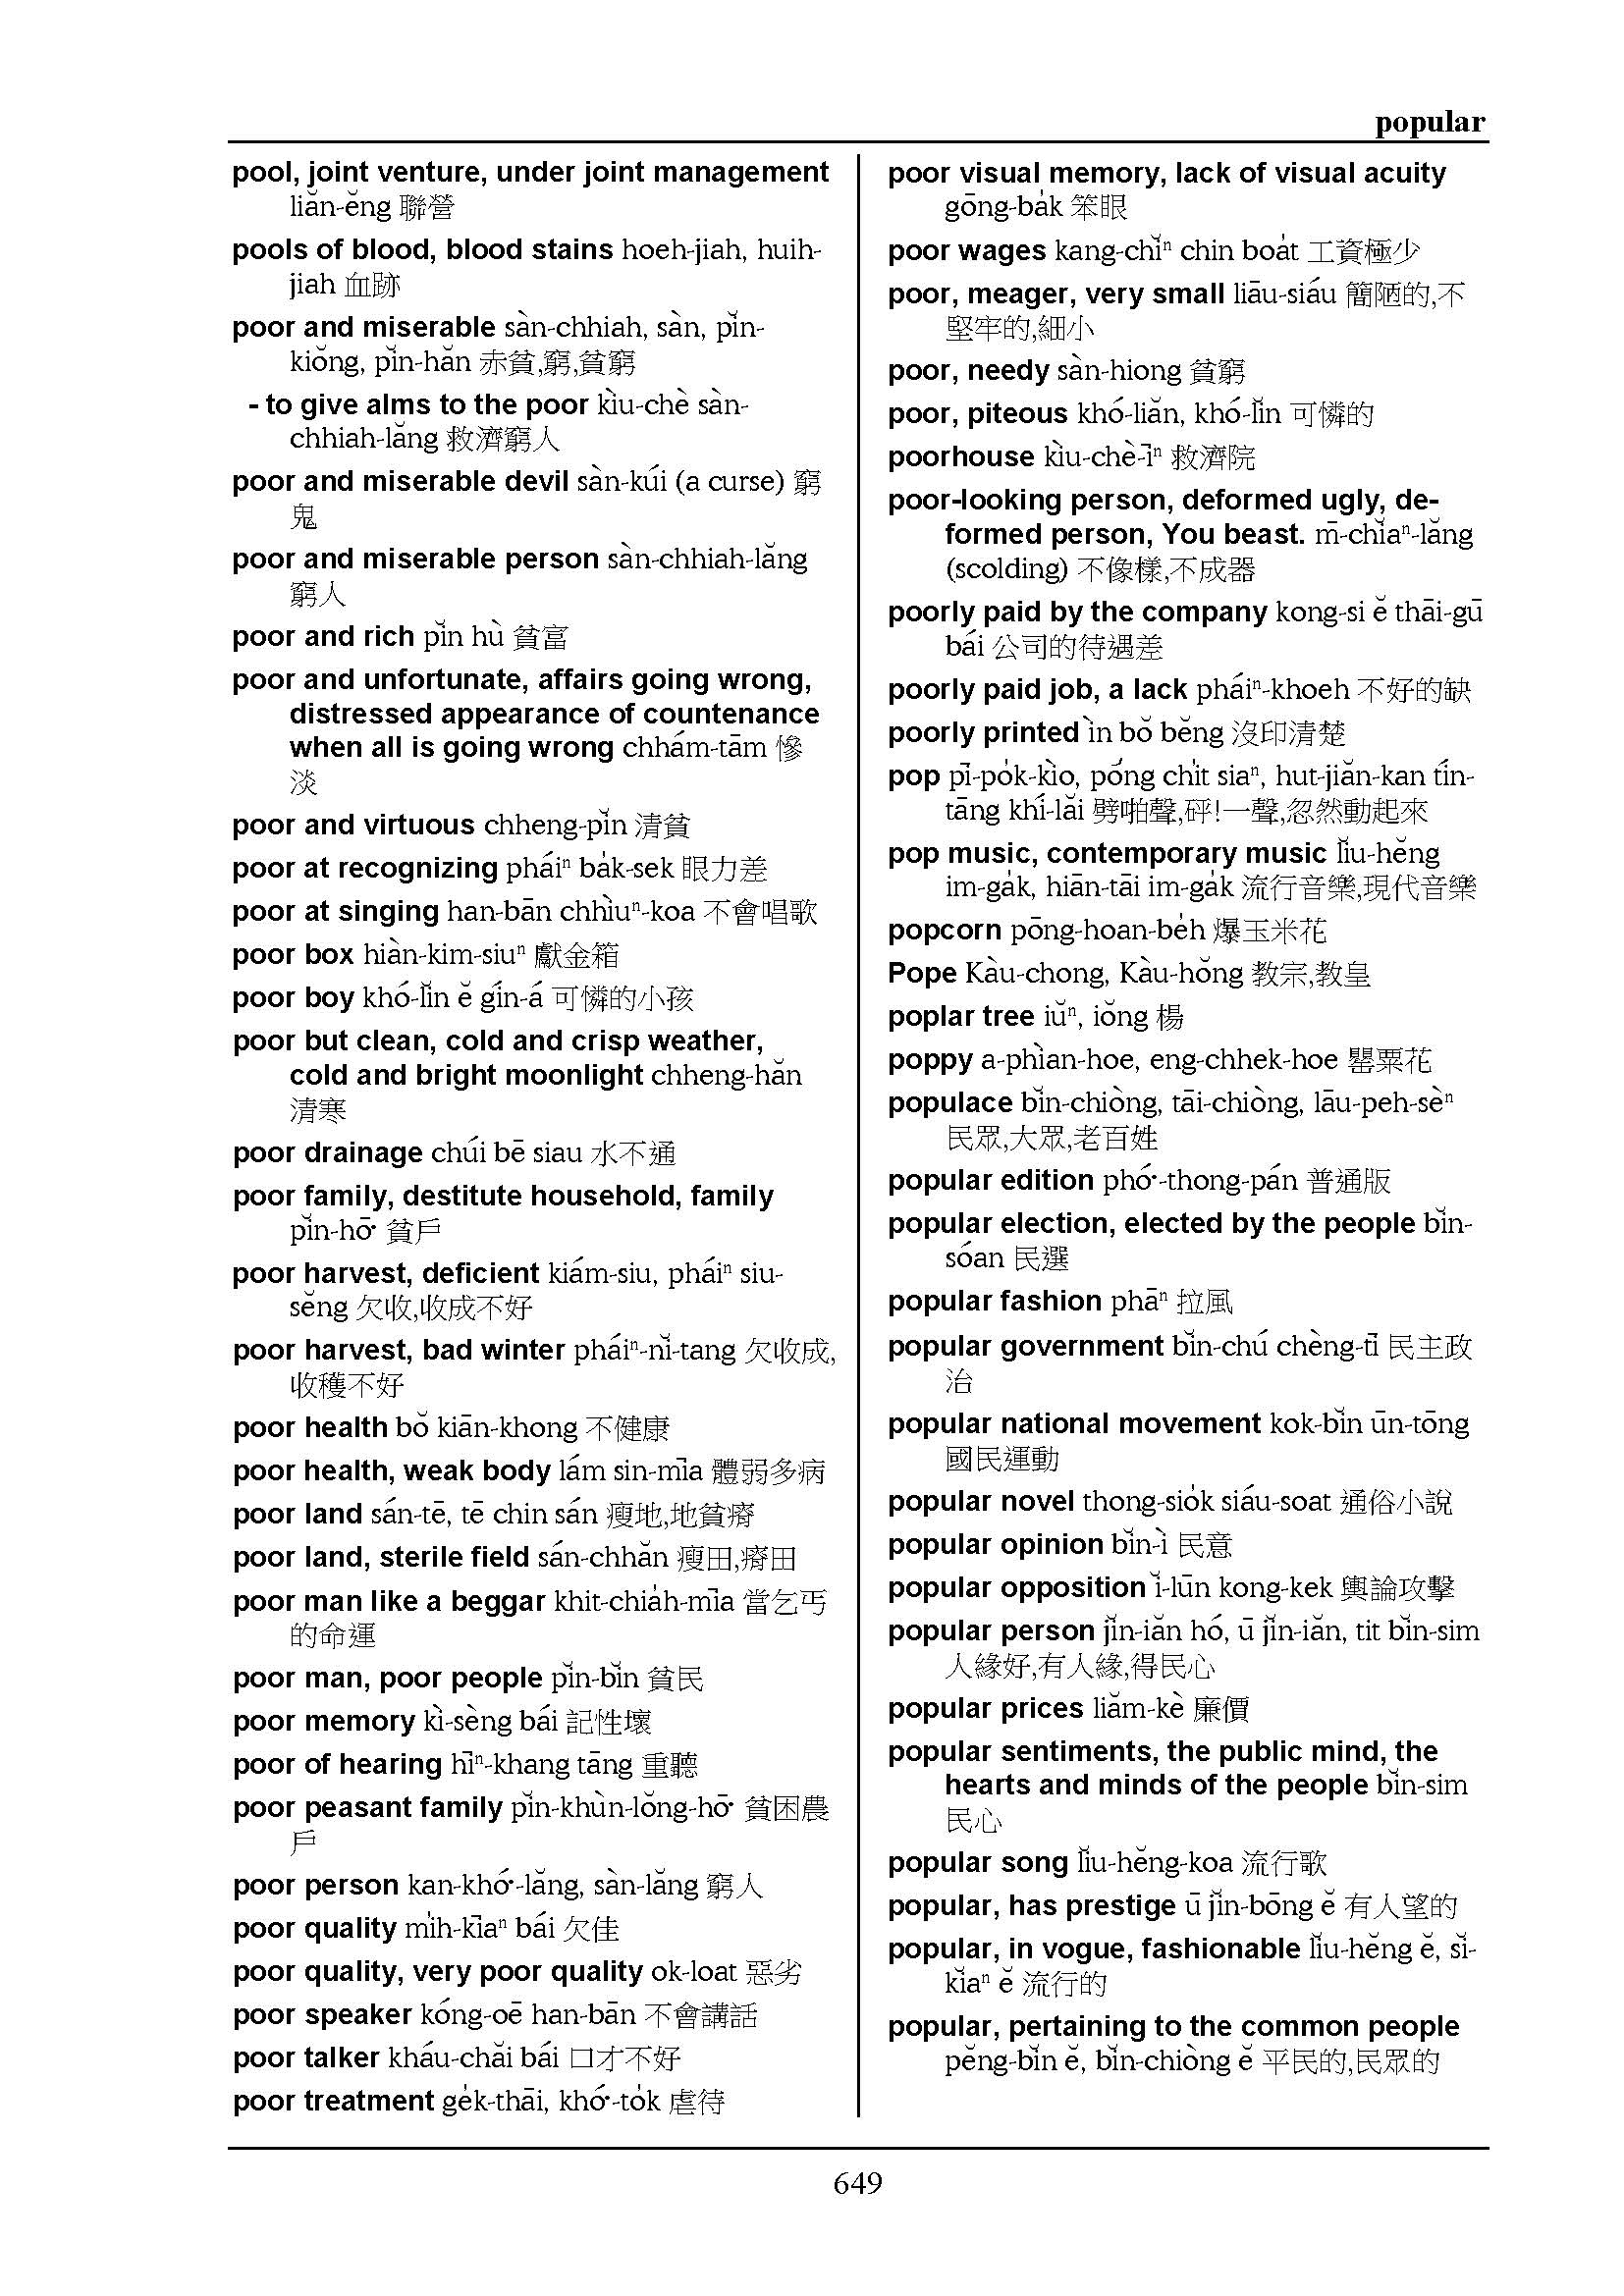 popular
pool, joint venture, under joint management
liăn-ĕng 聯營
pools of blood, blood stains hoeh-jiah, huih-
jiah 血跡
poor and miserable sàn-chhiah, sàn, pĭn-
kiŏng, pĭn-hăn 赤貧,窮,貧窮
- to give alms to the poor kìu-chè sàn-
chhiah-lăng 救濟窮人
poor and miserable devil sàn-kúi (a curse) 窮
鬼
poor and miserable person sàn-chhiah-lăng
窮人
poor and rich pĭn hù 貧富
poor and unfortunate, affairs going wrong,
distressed appearance of countenance
when all is going wrong chhám-tām 慘
淡
poor and virtuous chheng-pĭn 清貧
poor at recognizing pháiⁿ ba̍k-sek 眼力差
poor at singing han-bān chhìuⁿ-koa 不會唱歌
poor box hiàn-kim-siuⁿ 獻金箱
poor boy khó-lĭn ĕ gín-á 可憐的小孩
poor but clean, cold and crisp weather,
cold and bright moonlight chheng-hăn
清寒
poor drainage chúi bē siau 水不通
poor family, destitute household, family
pĭn-hō͘ 貧戶
poor harvest, deficient kiám-siu, pháiⁿ siu-
sĕng 欠收,收成不好
poor harvest, bad winter pháiⁿ-nĭ-tang 欠收成,
收穫不好
poor health bŏ kiān-khong 不健康
poor health, weak body lám sin-mīa 體弱多病
poor land sán-tē, tē chin sán 瘦地,地貧瘠
poor land, sterile field sán-chhăn 瘦田,瘠田
poor man like a beggar khit-chia̍h-mīa 當乞丐
的命運
poor man, poor people pĭn-bĭn 貧民
poor memory kì-sèng bái 記性壞
poor of hearing hīⁿ-khang tāng 重聽
poor peasant family pĭn-khùn-lŏng-hō͘ 貧困農
戶
poor person kan-khó͘-lăng, sàn-lăng 窮人
poor quality mi̍h-kīaⁿ bái 欠佳
poor quality, very poor quality ok-loat 惡劣
poor speaker kóng-oē han-bān 不會講話
poor talker kháu-chăi bái 口才不好
poor treatment ge̍k-thāi, khó͘-to̍k 虐待
poor visual memory, lack of visual acuity
gōng-ba̍k 笨眼
poor wages kang-chĭⁿ chin boa̍t 工資極少
poor, meager, very small liāu-siáu 簡陋的,不
堅牢的,細小
poor, needy sàn-hiong 貧窮
poor, piteous khó-liăn, khó-lĭn 可憐的
poorhouse kìu-chè-īⁿ 救濟院
poor-looking person, deformed ugly, de-
formed person, You beast. m̄-chĭaⁿ-lăng
(scolding) 不像樣,不成器
poorly paid by the company kong-si ĕ thāi-gū
bái 公司的待遇差
poorly paid job, a lack pháiⁿ-khoeh 不好的缺
poorly printed ìn bŏ bĕng 沒印清楚
pop pī-po̍k-kìo, póng chi̍t siaⁿ, hut-jiăn-kan tín-
tāng khí-lăi 劈啪聲,砰!一聲,忽然動起來
pop music, contemporary music lĭu-hĕng
im-ga̍k, hiān-tāi im-ga̍k 流行音樂,現代音樂
popcorn pōng-hoan-be̍h 爆玉米花
Pope Kàu-chong, Kàu-hŏng 教宗,教皇
poplar tree iŭⁿ, iŏng 楊
poppy a-phìan-hoe, eng-chhek-hoe 罌粟花
populace bĭn-chiòng, tāi-chiòng, lāu-peh-sèⁿ
民眾,大眾,老百姓
popular edition phó͘-thong-pán 普通版
popular election, elected by the people bĭn-
sóan 民選
popular fashion phāⁿ 拉風
popular government bĭn-chú chèng-tī 民主政
治
popular national movement kok-bĭn ūn-tōng
國民運動
popular novel thong-sio̍k siáu-soat 通俗小說
popular opinion bĭn-ì 民意
popular opposition ĭ-lūn kong-kek 輿論攻擊
popular person jĭn-iăn hó, ū jĭn-iăn, tit bĭn-sim
人緣好,有人緣,得民心
popular prices liăm-kè 廉價
popular sentiments, the public mind, the
hearts and minds of the people bĭn-sim
民心
popular song lĭu-hĕng-koa 流行歌
popular, has prestige ū jĭn-bōng ĕ 有人望的
popular, in vogue, fashionable lĭu-hĕng ĕ, sĭ-
kĭaⁿ ĕ 流行的
popular, pertaining to the common people
pĕng-bĭn ĕ, bĭn-chiòng ĕ 平民的,民眾的
649